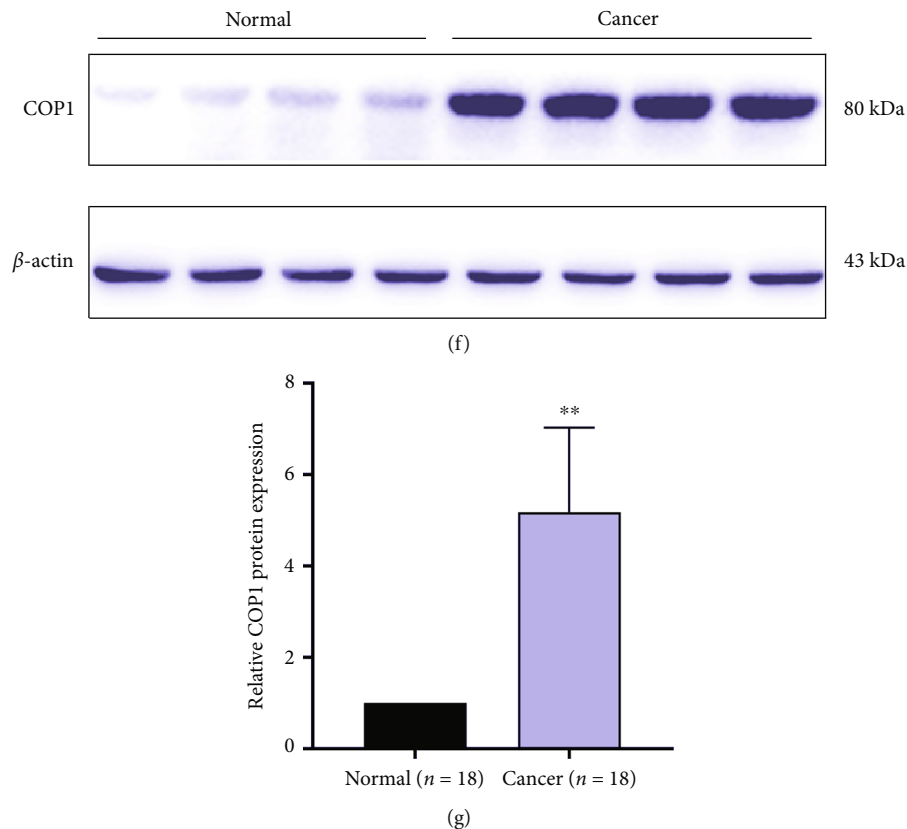 Normal Cancer
COP1 80 kDa
β-actin 43 kDa
(f)
8
**
6
4
2
0
Relative COP1 protein expression
Normal (n = 18) Cancer (n = 18)
(g)